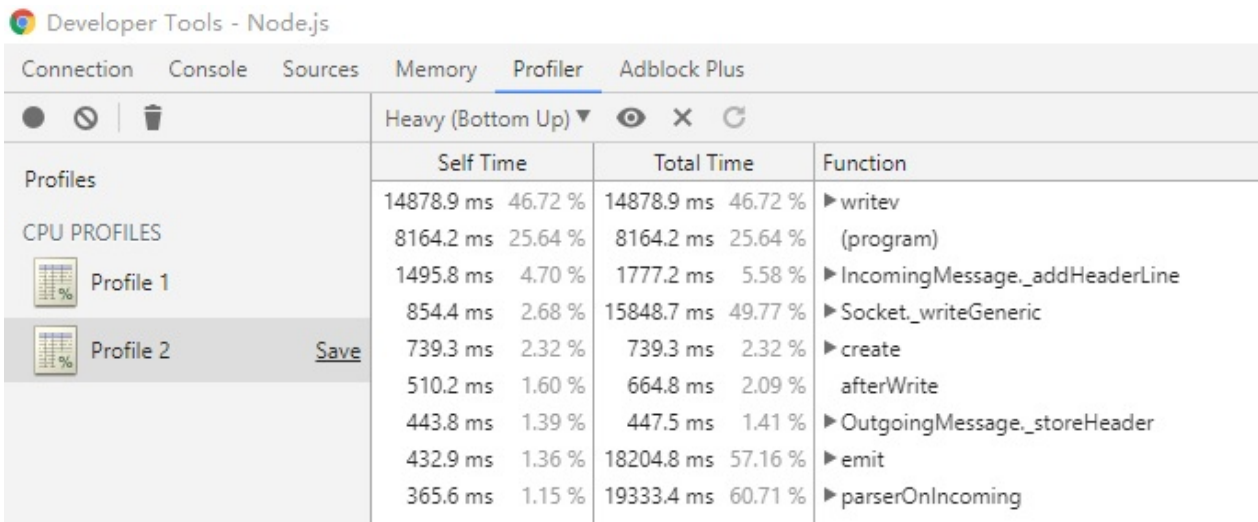 Developer Tools - Node.js
Connection Console Sources Memory Profiler Adblock Plus
Heavy (Bottom Up) ▼
Profiles
CPU PROFILES
Profile 1
Profile 2 Save
Self Time Total Time Function
14878.9 ms 46.72 % 14878.9 ms 46.72 % ▶writev
8164.2 ms 25.64 % 8164.2 ms 25.64 % (program)
1495.8 ms 4.70 % 1777.2 ms 5.58 % ▶IncomingMessage._addHeaderLine
854.4 ms 2.68 % 15848.7 ms 49.77 % ▶Socket._writeGeneric
739.3 ms 2.32 % 739.3 ms 2.32 % ▶create
510.2 ms 1.60 % 664.8 ms 2.09 % afterWrite
443.8 ms 1.39 % 447.5 ms 1.41 % ▶OutgoingMessage._storeHeader
432.9 ms 1.36 % 18204.8 ms 57.16 % ▶emit
365.6 ms 1.15 % 19333.4 ms 60.71 % ▶parserOnIncoming